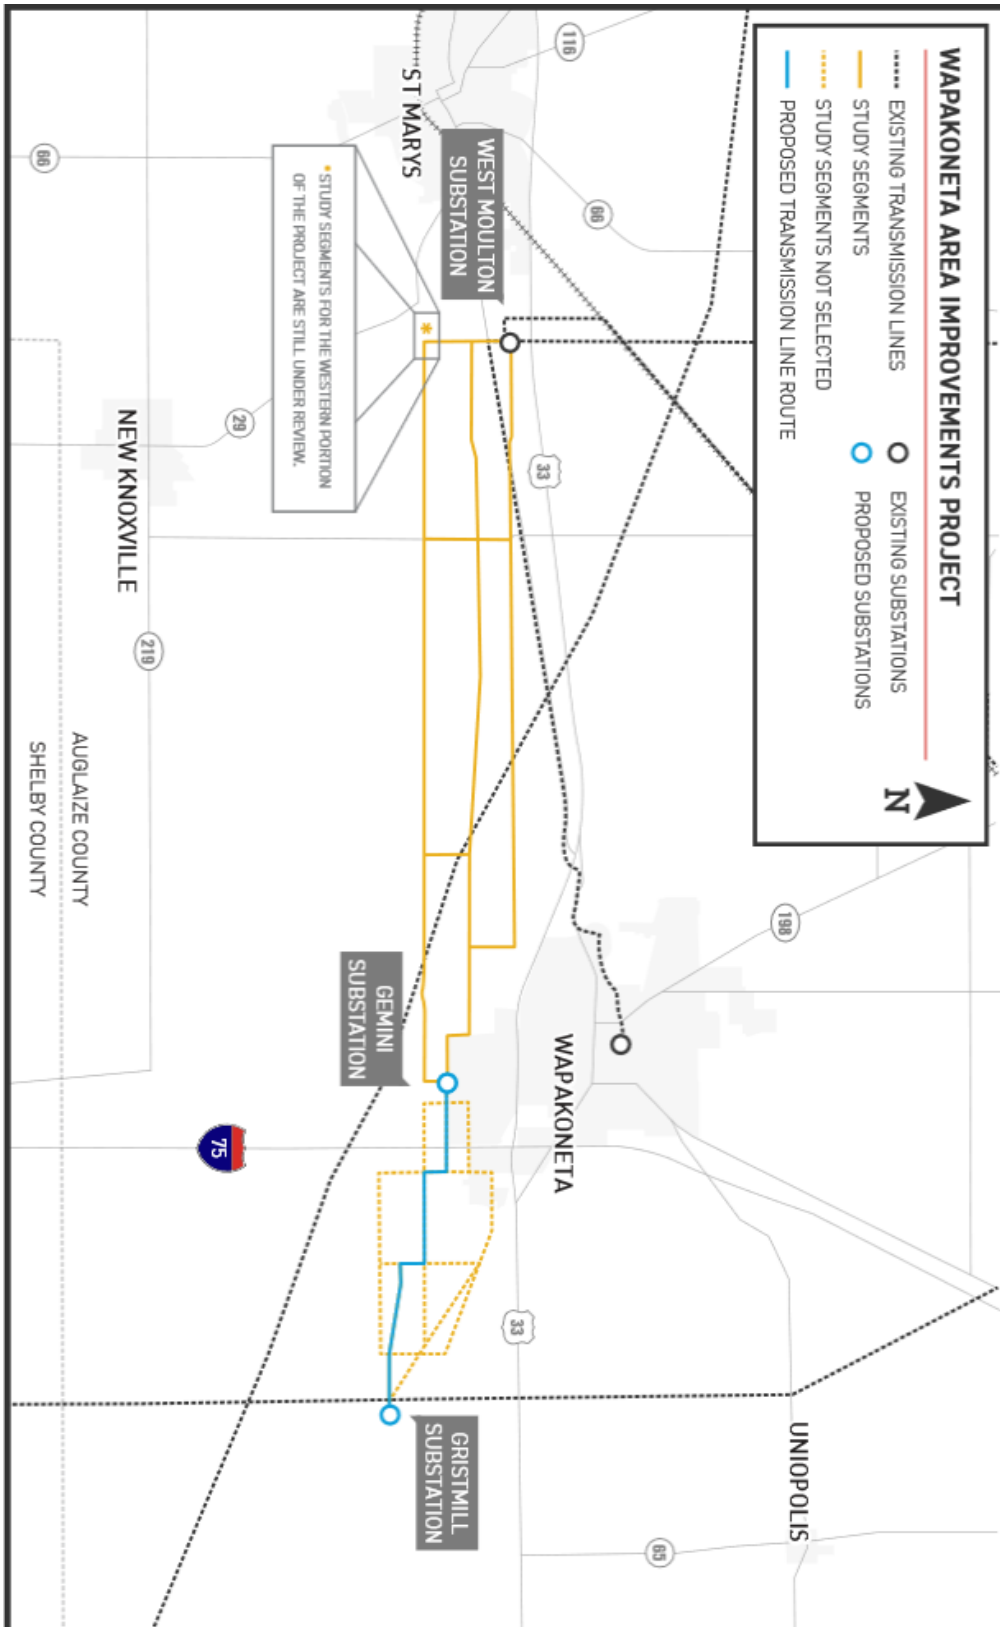 WAPAKONETA AREA IMPROVEMENTS PROJECT
EXISTING TRANSMISSION LINES
STUDY SEGMENTS
STUDY SEGMENTS NOT SELECTED
PROPOSED TRANSMISSION LINE ROUTE
EXISTING SUBSTATIONS
PROPOSED SUBSTATIONS
N
116
ST MARYS
66
66
WEST MOULTON
SUBSTATION
*
* STUDY SEGMENTS FOR THE WESTERN PORTION
OF THE PROJECT ARE STILL UNDER REVIEW.
29
NEW KNOXVILLE
33
219
198
AUGLAIZE COUNTY
SHELBY COUNTY
GEMINI
SUBSTATION
WAPAKONETA
75
33
GRISTMILL
SUBSTATION
UNIOPOLIS
65